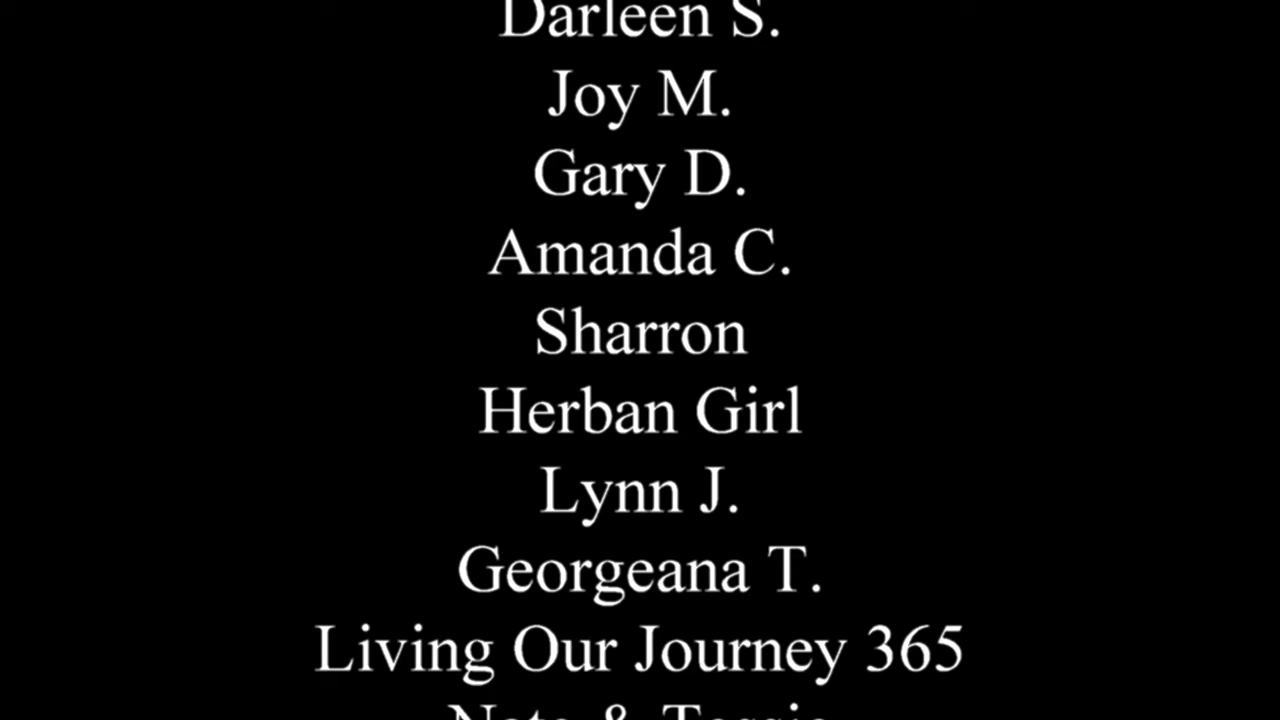 Darleen S.
Joy M.
Gary D.
Amanda C.
Sharron
Herban Girl
Lynn J.
Georgeana T.
Living Our Journey 365
&